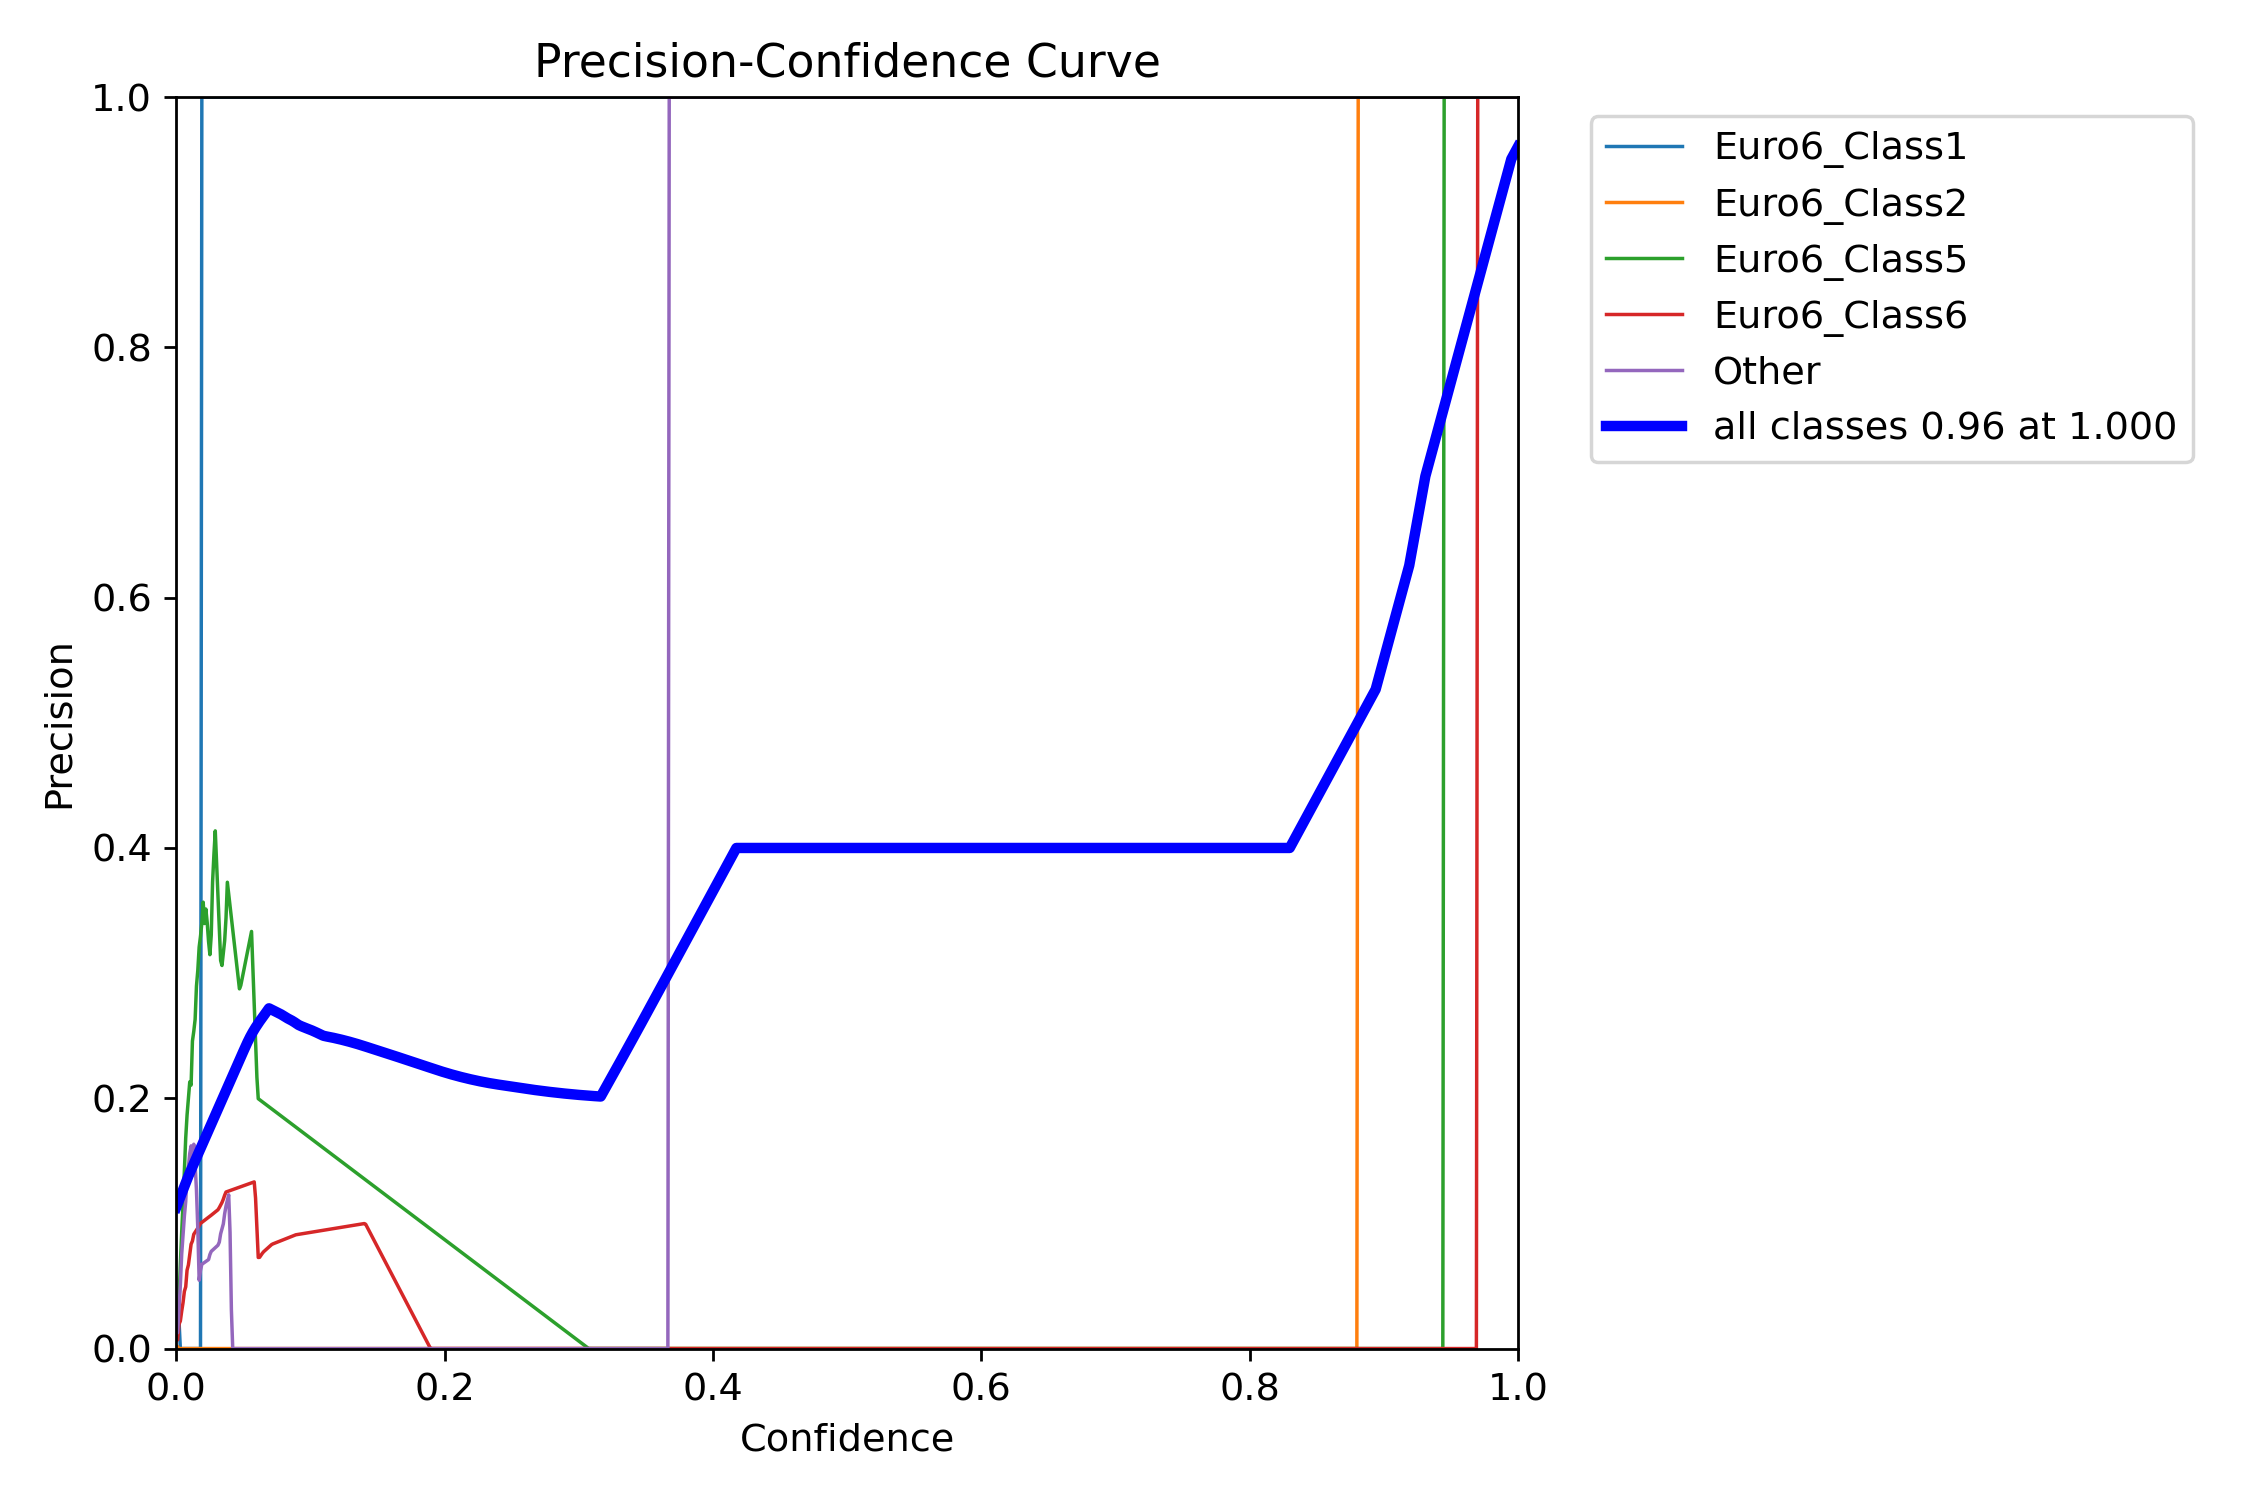 Precision-Confidence Curve
1.0
0.8
0.6
0.4
0.2
0.0
Precision
0.0 0.2 0.4 0.6 0.8 1.0
Confidence
Euro6_Class1
Euro6_Class2
Euro6_Class5
Euro6_Class6
Other
all classes 0.96 at 1.000